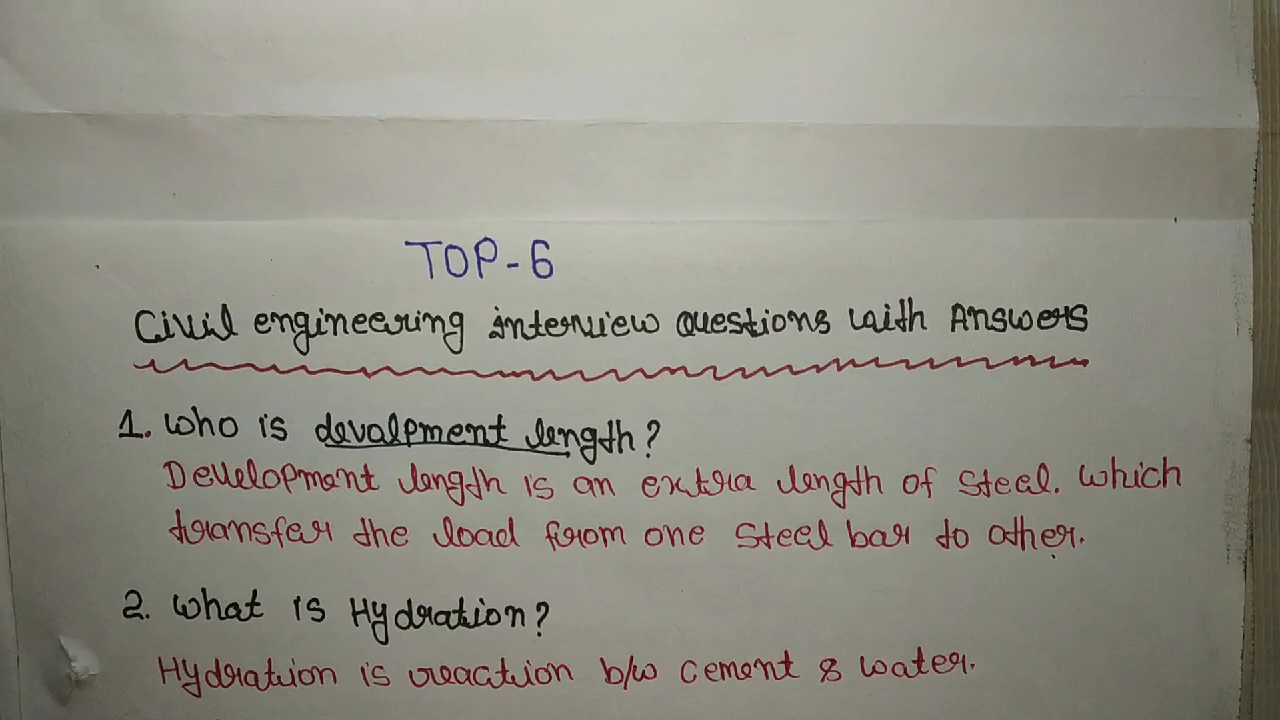 TOP-6
Civil engineering interview Questions with Answers
1. Who is devalpment length?
Development length is an extra length of steel. which
transfer the load from one steel bar to other.
2. What is Hydration?
Hydration is reaction b/w cement & water.